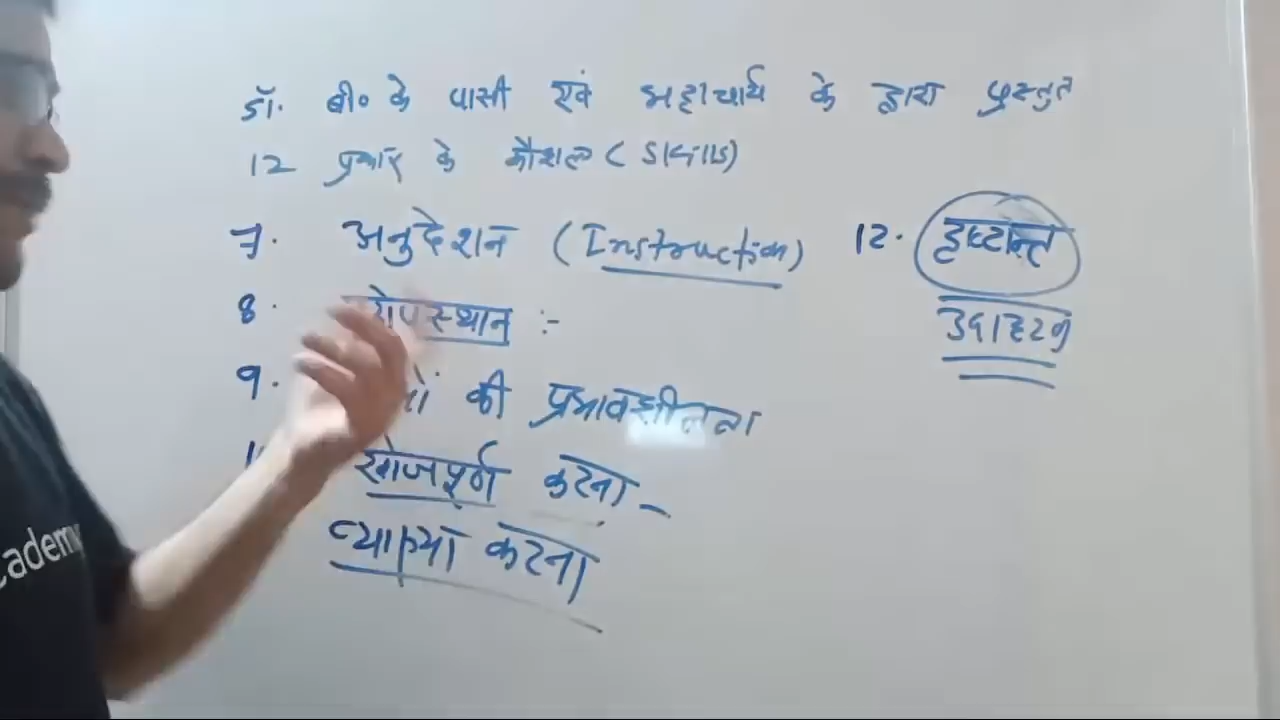 डॉ. बी० के पासी एवं भट्टाचार्य के द्वारा प्रस्तुत
12 प्रकार के कौशल (Skills)
7. अनुदेशन (Instruction)
8.
9. की प्रभावशीलता
खोजपूर्ण करना -
व्याख्या करना
12. दृष्टान्त
उदाहरण
cademy